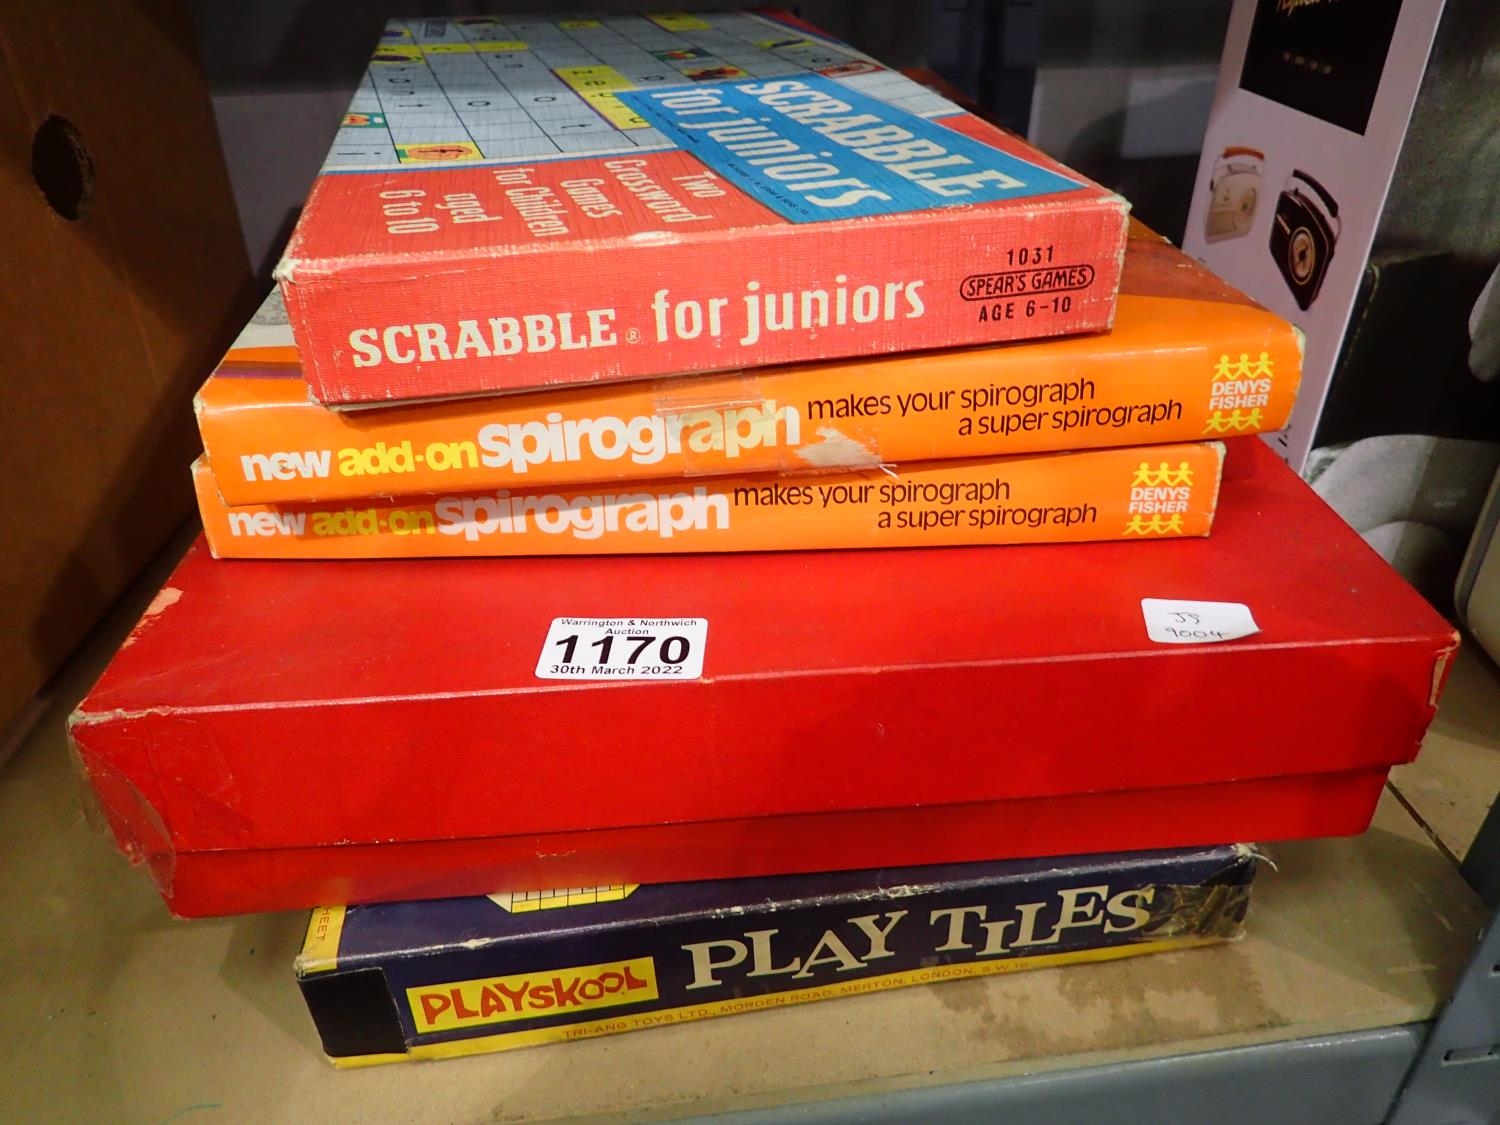 SCRABBLE®
for juniors
Two
Crossword
Games
for Children
aged
6 to 10
SCRABBLE® for juniors
1031
SPEAR'S GAMES
AGE 6-10
new add-on spirograph makes your spirograph
a super spirograph
DENYS
FISHER
new add-on spirograph makes your spirograph
a super spirograph
DENYS
FISHER
Warrington & Northwich
Auction
1170
30th March 2022
JS
9004
PLAYSKOOL PLAY TILES
TRI-ANG TOYS LTD., MORDEN ROAD, MERTON, LONDON, S.W.19